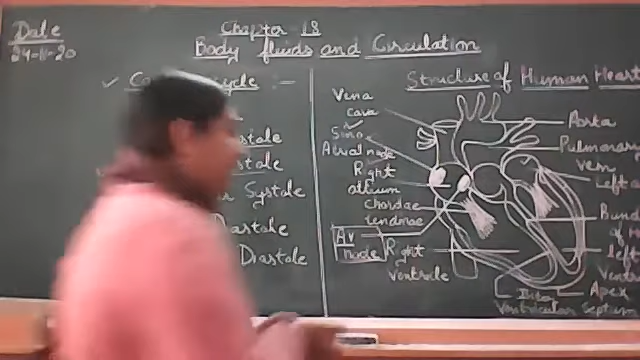 Date
24-11-20
Chapter 18
Body fluids and Circulation
cycle :-
stole
stole
Systole
Diastole
Diastole
Structure of Human Heart
Vena
cava
Sino
Atrial node
Right
atrium
chordae
tendinae
AV
node
Right
Ventricle
Aorta
Pulmonary
Vein
Left
of
left
Apex
Inter
Ventricular Septum